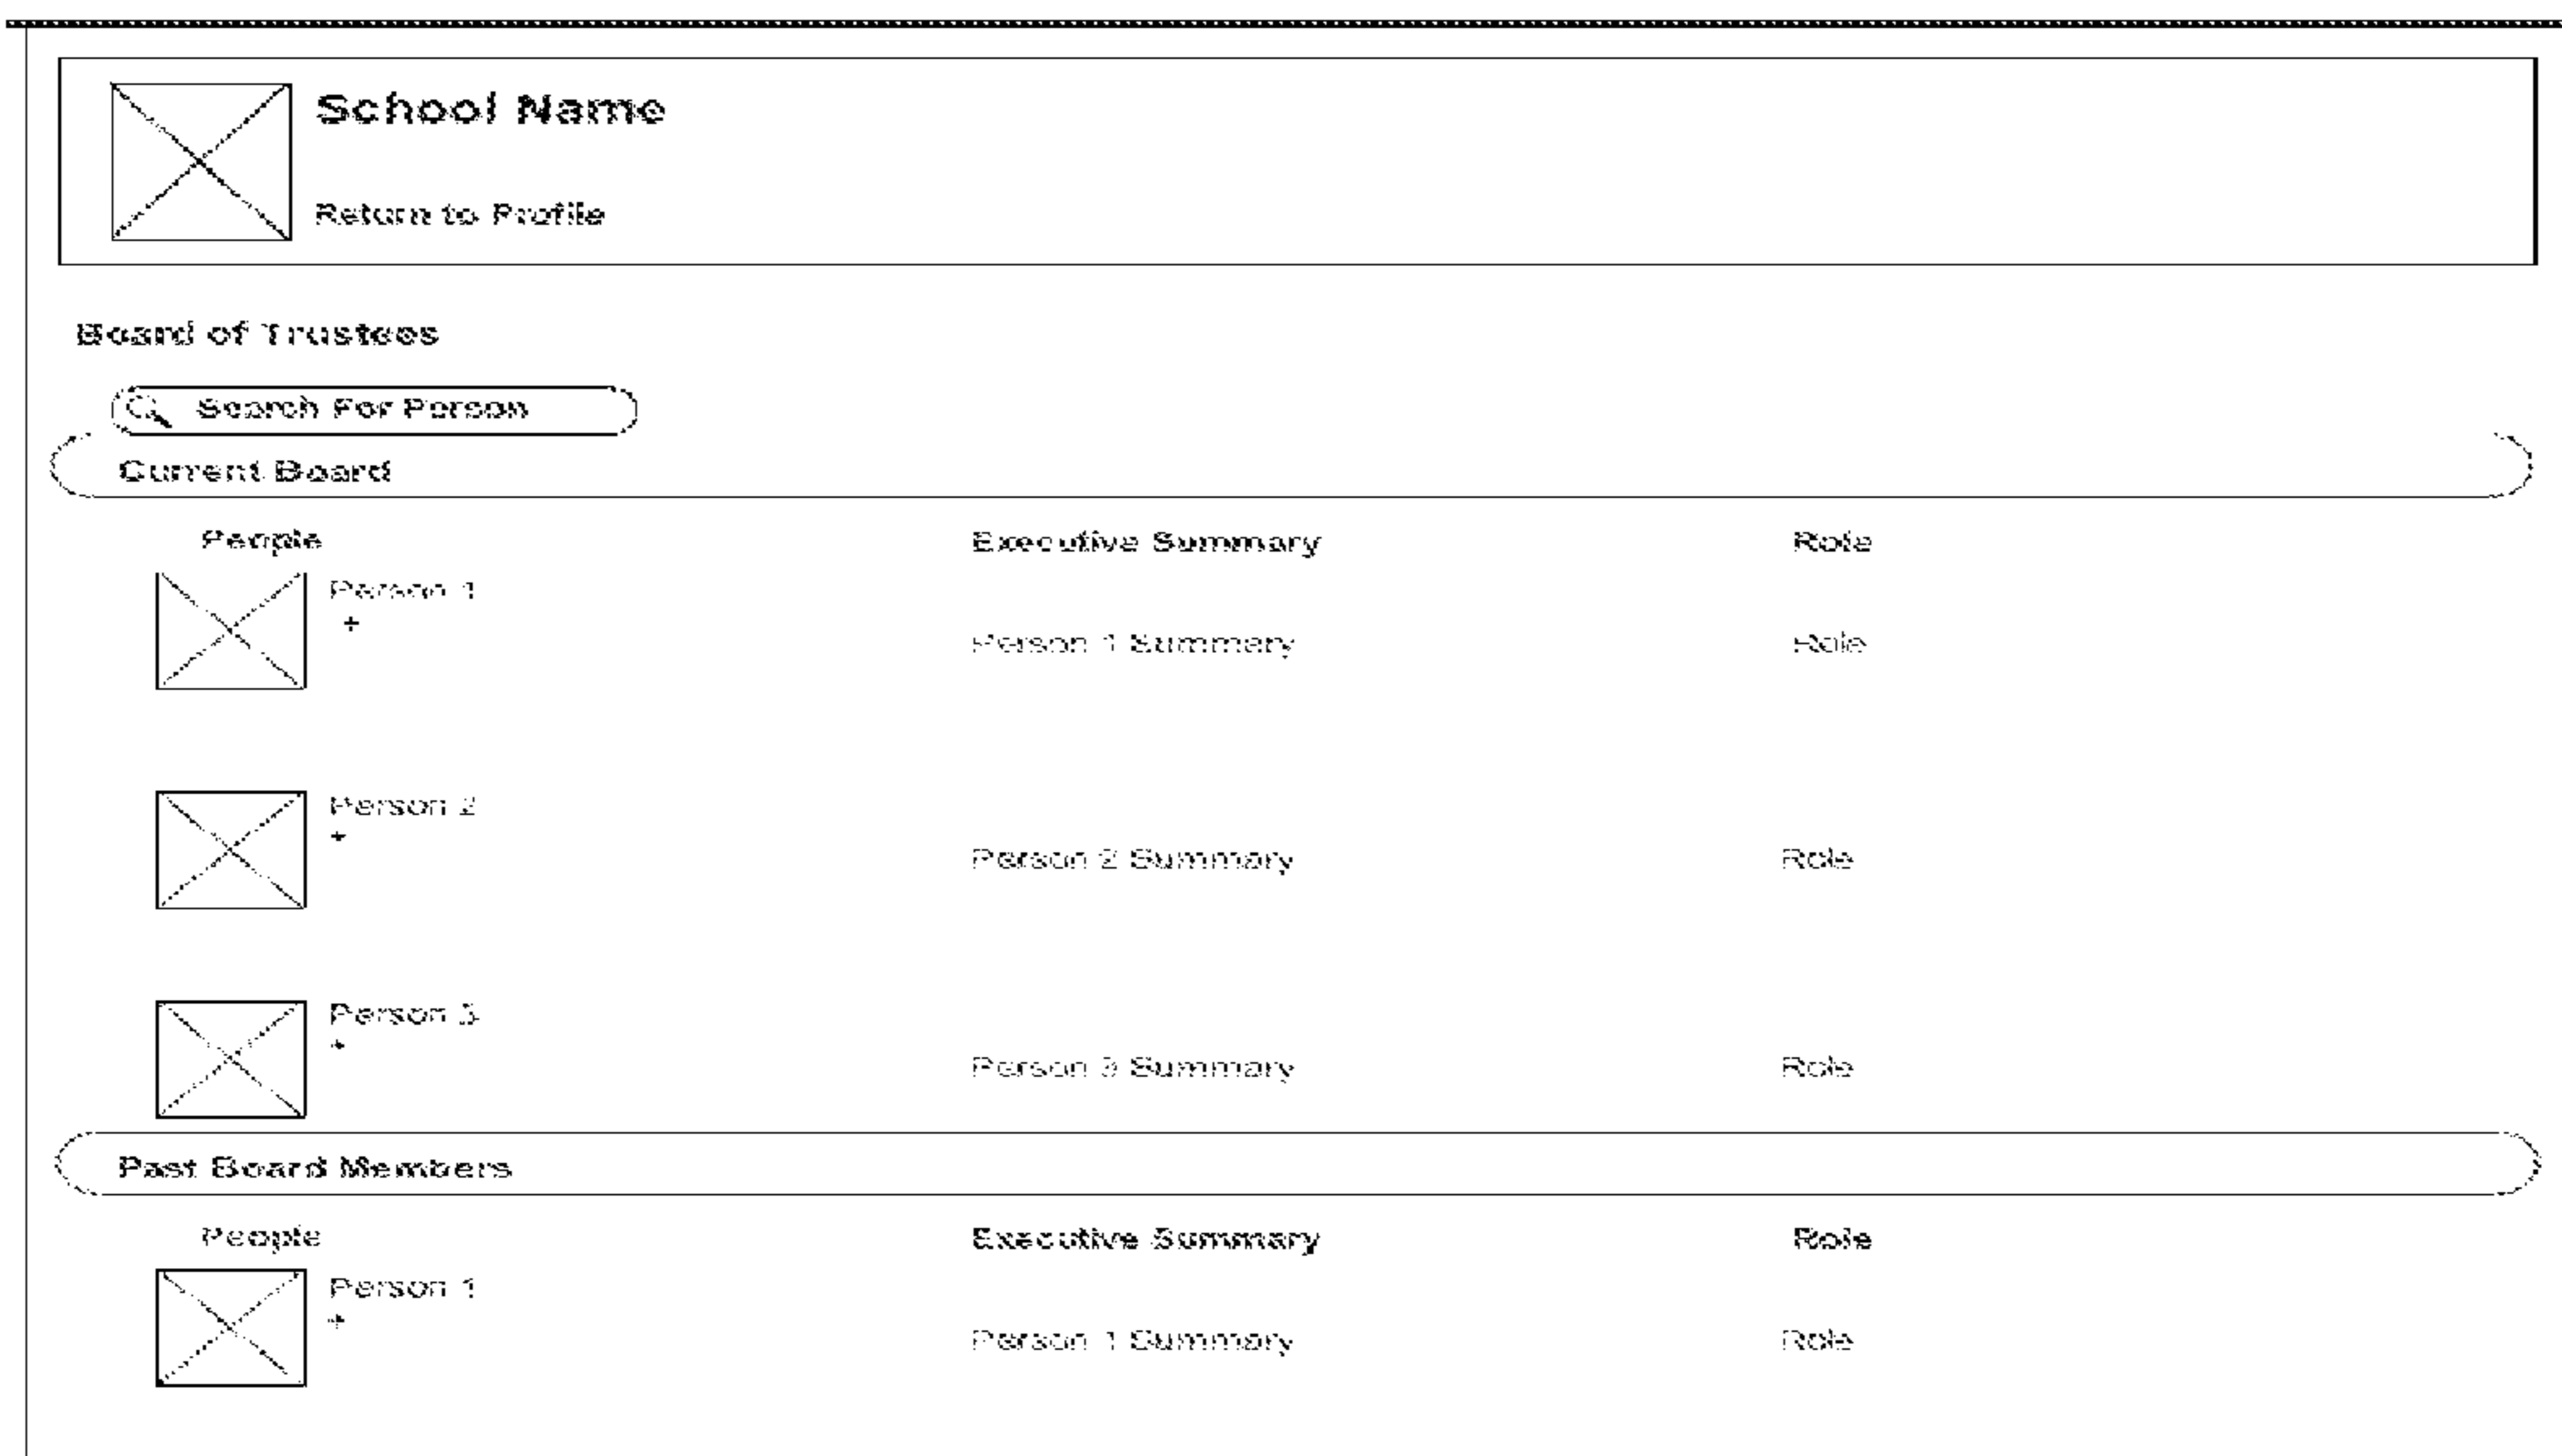 School Name
Return to Profile
Board of Trustees
Search For Person
Current Board
People Executive Summary Role
Person 1
+
Person 1 Summary Role
Person 2
+
Person 2 Summary Role
Person 3
+
Person 3 Summary Role
Past Board Members
People Executive Summary Role
Person 1
+
Person 1 Summary Role